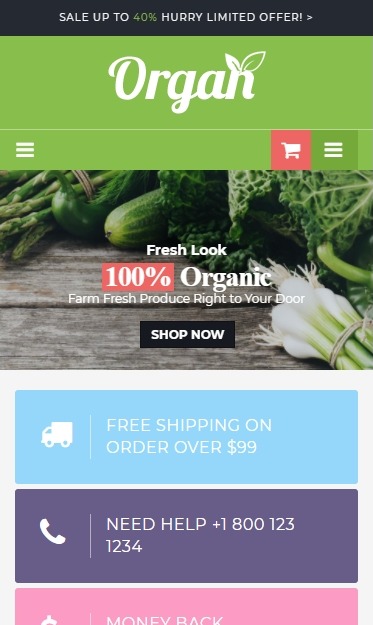 SALE UP TO 40% HURRY LIMITED OFFER! >
Organ
Fresh Look
100% Organic
Farm Fresh Produce Right to Your Door
SHOP NOW
FREE SHIPPING ON
ORDER OVER $99
NEED HELP +1 800 123
1234
MONEY BACK